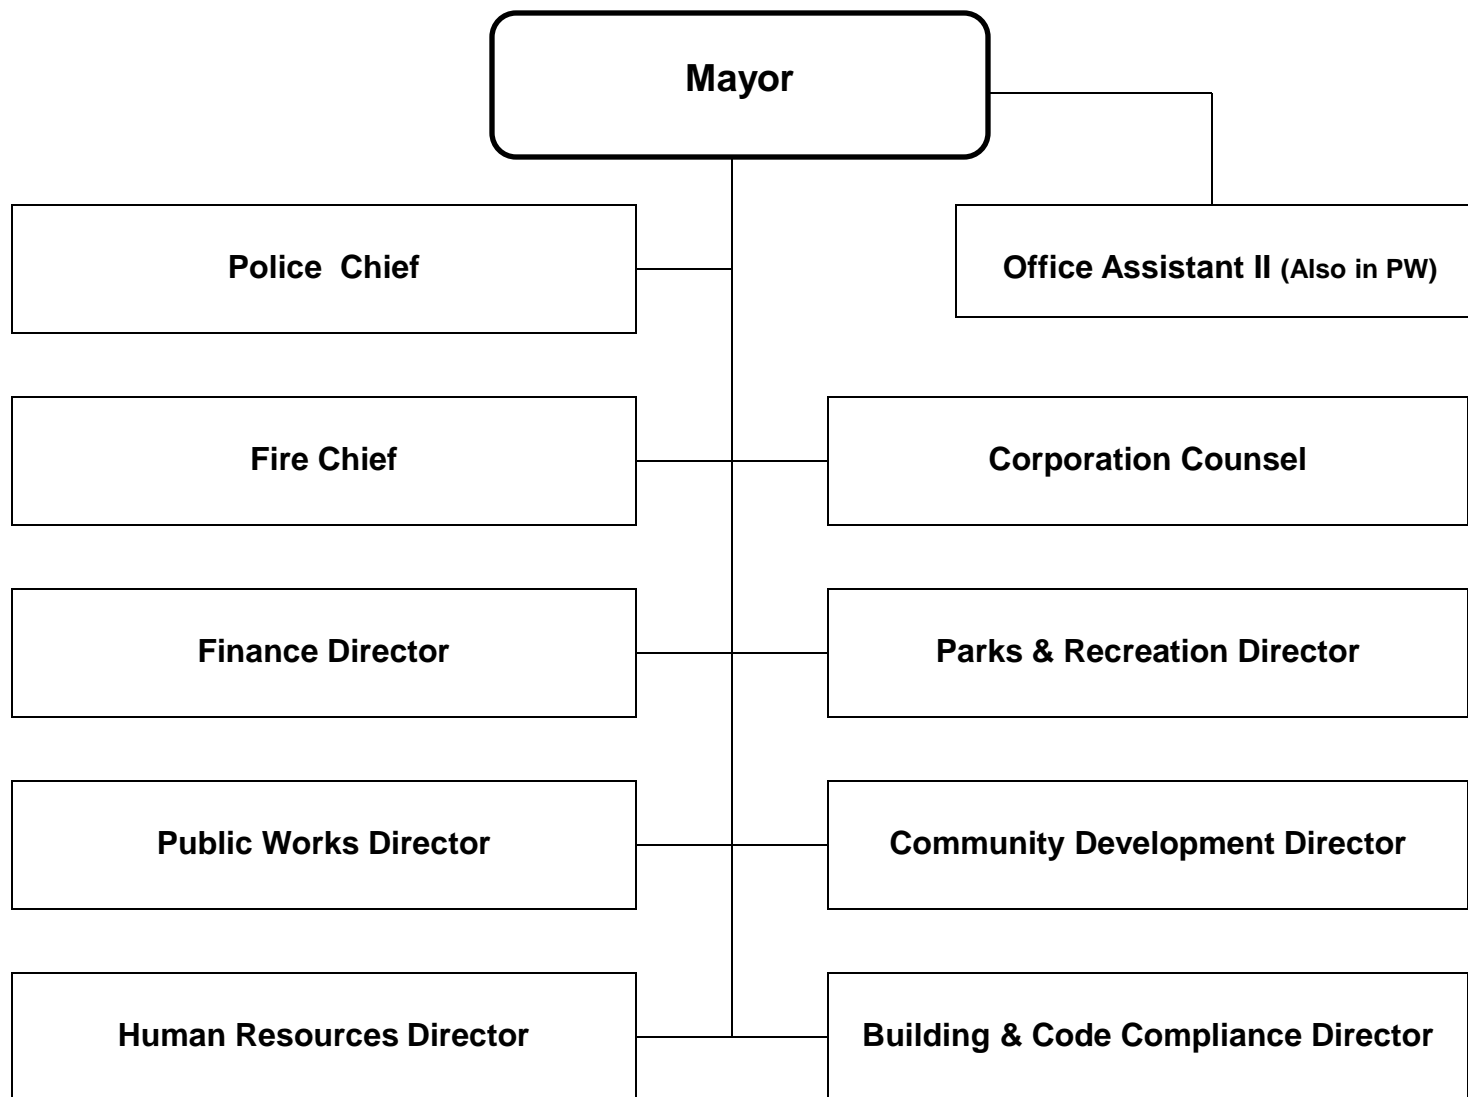 Mayor
Police  Chief
Office Assistant II (Also in PW)
Fire Chief
Corporation Counsel
Finance Director
Parks & Recreation Director
Public Works Director
Community Development Director
Human Resources Director
Building & Code Compliance Director